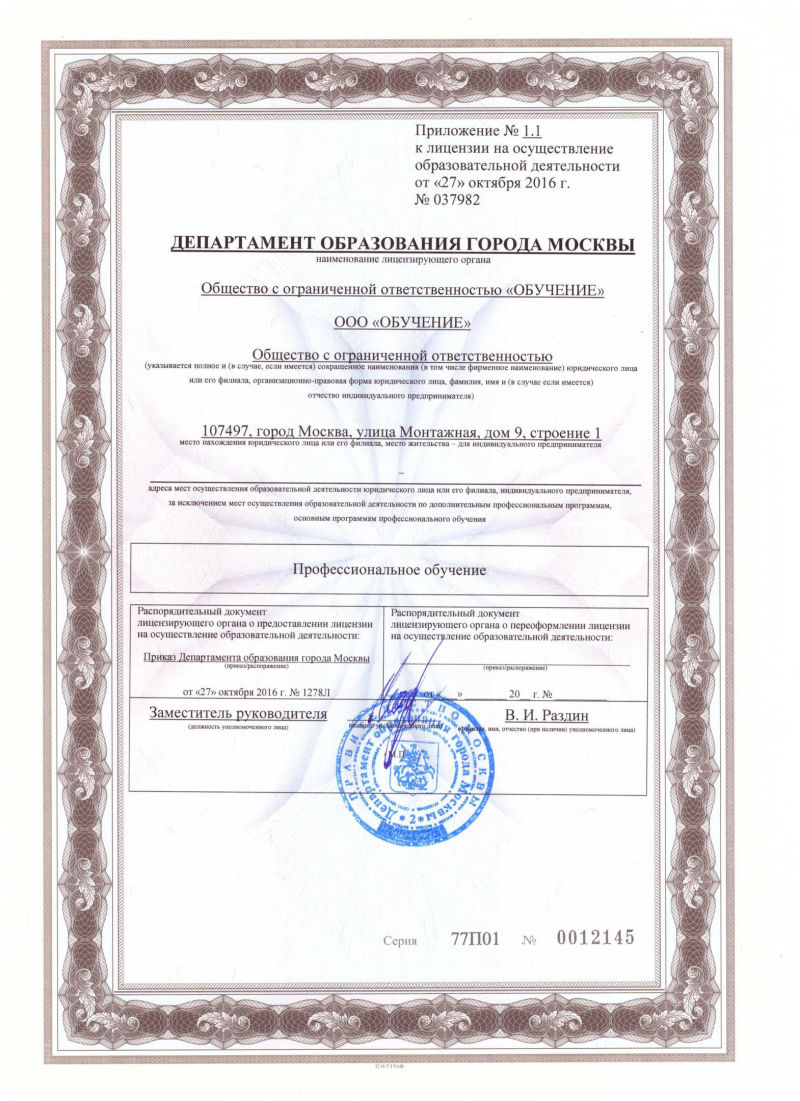 Приложение № 1.1
к лицензии на осуществление
образовательной деятельности
от «27» октября 2016 г.
№ 037982
ДЕПАРТАМЕНТ ОБРАЗОВАНИЯ ГОРОДА МОСКВЫ
наименование лицензирующего органа
Общество с ограниченной ответственностью «ОБУЧЕНИЕ»
ООО «ОБУЧЕНИЕ»
Общество с ограниченной ответственностью
(указывается полное и (в случае, если имеется) сокращенное наименования (в том числе фирменное наименование) юридического лица
или его филиала, организационно-правовая форма юридического лица, фамилия, имя и (в случае если имеется)
отчество индивидуального предпринимателя)
107497, город Москва, улица Монтажная, дом 9, строение 1
место нахождения юридического лица или его филиала, место жительства – для индивидуального предпринимателя
–
адреса мест осуществления образовательной деятельности юридического лица или его филиала, индивидуального предпринимателя,
за исключением мест осуществления образовательной деятельности по дополнительным профессиональным программам,
основным программам профессионального обучения
Профессиональное обучение
Распорядительный документ
лицензирующего органа о предоставлении лицензии
на осуществление образовательной деятельности:
Приказ Департамента образования города Москвы
(приказ/распоряжение)
от «27» октября 2016 г. № 1278Л
Распорядительный документ
лицензирующего органа о переоформлении лицензии
на осуществление образовательной деятельности:
(приказ/распоряжение)
от «___» ________ 20__ г. № ________
Заместитель руководителя
(должность уполномоченного лица)
(подпись уполномоченного лица)
В. И. Раздин
(фамилия, имя, отчество (при наличии) уполномоченного лица)
М.П.
Департамент образования города Москвы
*2*
Серия 77П01 № 0012145